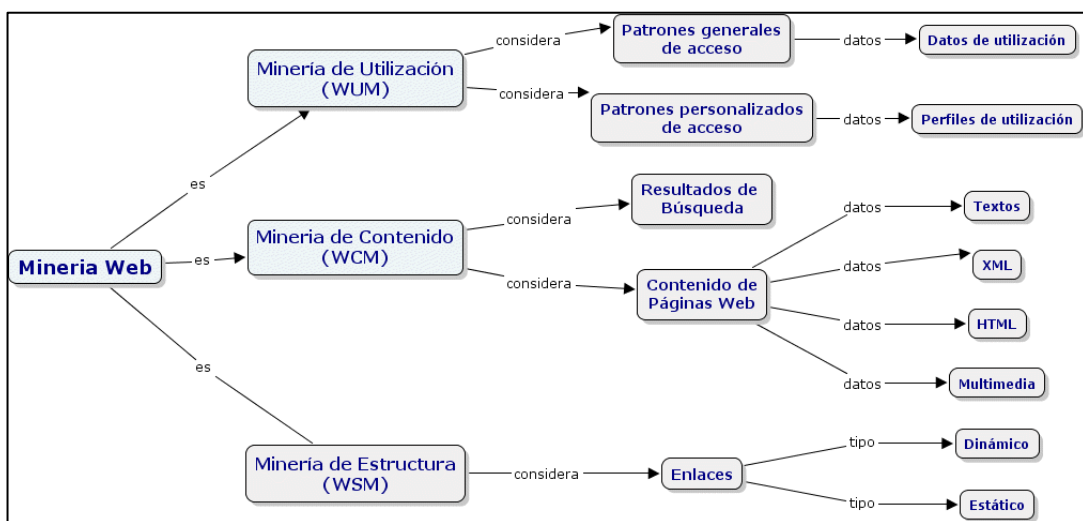 Mineria Web
es
Minería de Utilización
(WUM)
considera
Patrones generales
de acceso
datos
Datos de utilización
considera
Patrones personalizados
de acceso
datos
Perfiles de utilización
es
Mineria de Contenido
(WCM)
considera
Resultados de
Búsqueda
considera
Contenido de
Páginas Web
datos
Textos
datos
XML
datos
HTML
datos
Multimedia
es
Minería de Estructura
(WSM)
considera
Enlaces
tipo
Dinámico
tipo
Estático